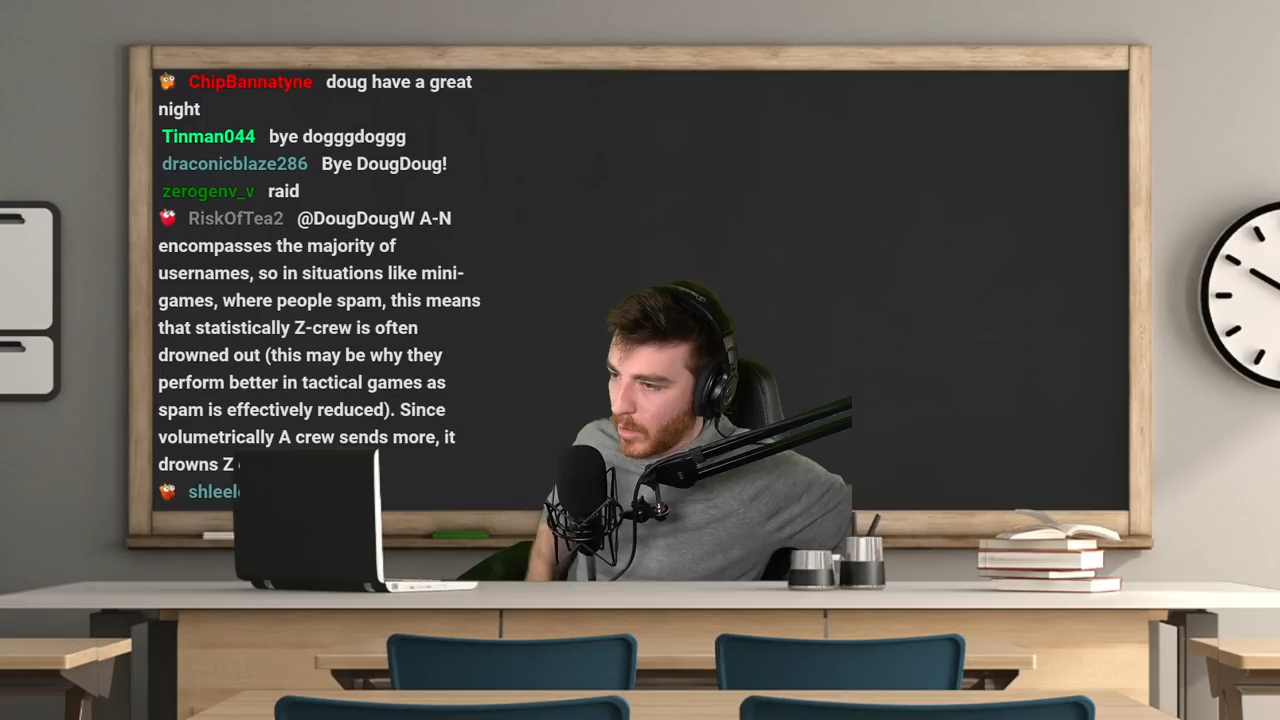 ChipBannatyne doug have a great
night
Tinman044 bye dogggdoggg
draconicblaze286 Bye DougDoug!
zerogenv_v raid
RiskOfTea2 @DougDougW A-N
encompasses the majority of
usernames, so in situations like mini-
games, where people spam, this means
that statistically Z-crew is often
drowned out (this may be why they
perform better in tactical games as
spam is effectively reduced). Since
volumetrically A crew sends more, it
drowns Z